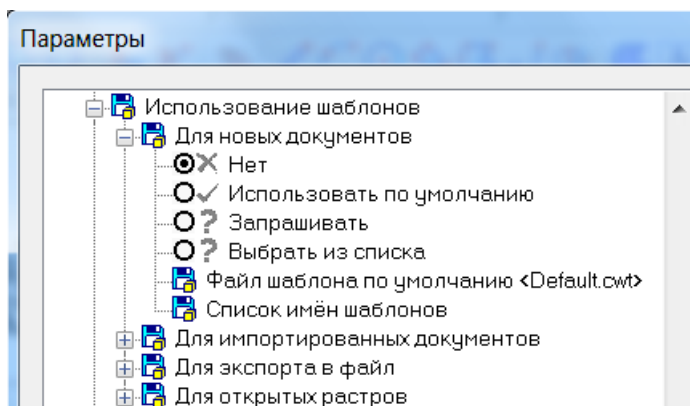 Параметры
Использование шаблонов
Для новых документов
Нет
Использовать по умолчанию
Запрашивать
Выбрать из списка
Файл шаблона по умолчанию <Default.cwt>
Список имён шаблонов
Для импортированных документов
Для экспорта в файл
Для открытых растров